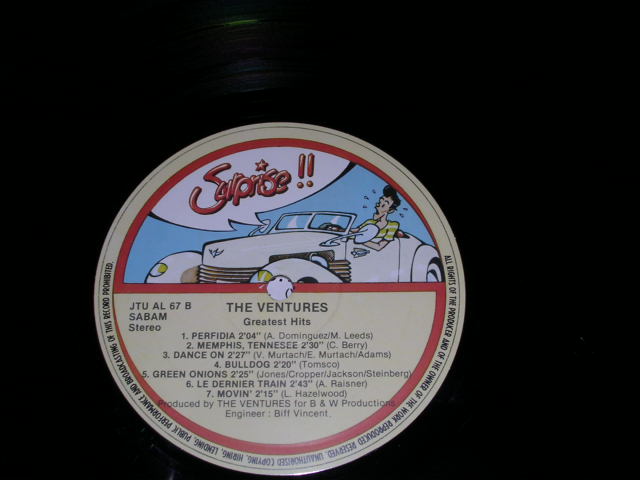 Surprise !!
JTU AL 67 B
SABAM
Stereo
THE VENTURES
Greatest Hits
1. PERFIDIA 2'04" (A. Dominguez/M. Leeds)
2. MEMPHIS, TENNESEE 2'30" (C. Berry)
3. DANCE ON 2'27" (V. Murtach/E. Murtach/Adams)
4. BULLDOG 2'20" (Tomsco)
5. GREEN ONIONS 2'25" (Jones/Cropper/Jackson/Steinberg)
6. LE DERNIER TRAIN 2'43" (A. Raisner)
7. MOVIN' 2'15" (L. Hazelwood)
Produced by THE VENTURES for B & W Productions
Engineer : Biff Vincent.
ALL RIGHTS OF THE PRODUCER AND OF THE OWNER OF THE WORK REPRODUCED RESERVED. UNAUTHORISED COPYING, HIRING, LENDING, PUBLIC PERFORMANCE AND BROADCASTING OF THIS RECORD PROHIBITED.